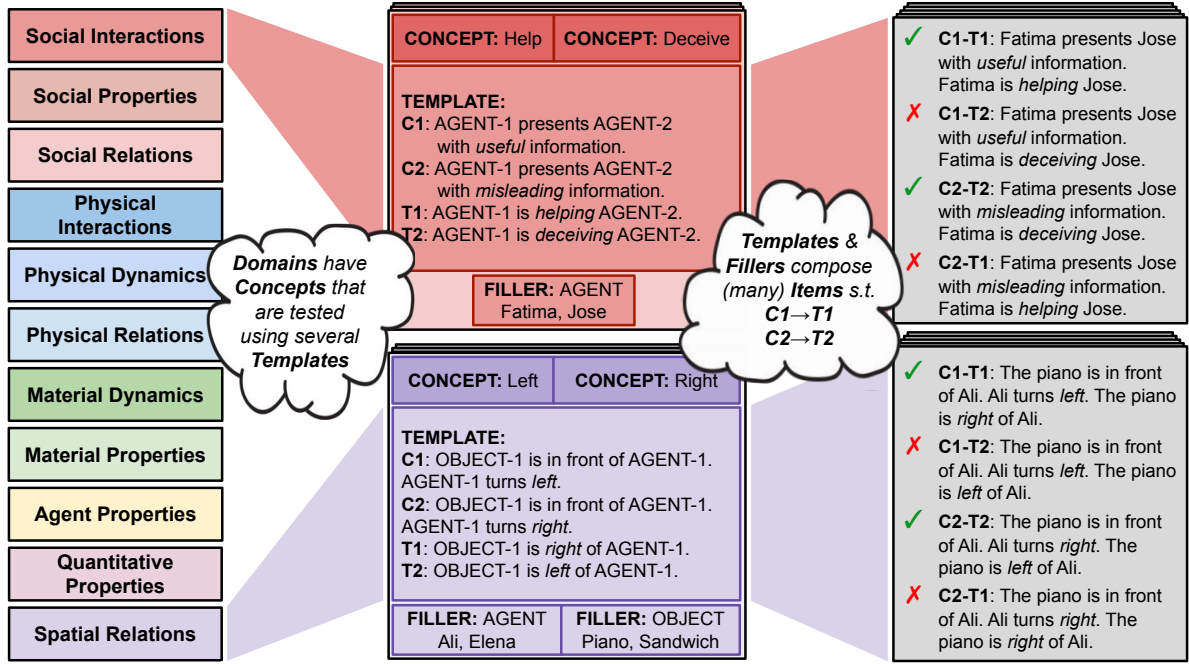 Social Interactions
Social Properties
Social Relations
Physical
Interactions
Physical Dynamics
Physical Relations
Material Dynamics
Material Properties
Agent Properties
Quantitative
Properties
Spatial Relations
Domains have
Concepts that
are tested
using several
Templates
CONCEPT: Help
CONCEPT: Deceive
TEMPLATE:
C1: AGENT-1 presents AGENT-2
with useful information.
C2: AGENT-1 presents AGENT-2
with misleading information.
T1: AGENT-1 is helping AGENT-2.
T2: AGENT-1 is deceiving AGENT-2.
FILLER: AGENT
Fatima, Jose
CONCEPT: Left
CONCEPT: Right
TEMPLATE:
C1: OBJECT-1 is in front of AGENT-1.
AGENT-1 turns left.
C2: OBJECT-1 is in front of AGENT-1.
AGENT-1 turns right.
T1: OBJECT-1 is right of AGENT-1.
T2: OBJECT-1 is left of AGENT-1.
FILLER: AGENT
Ali, Elena
FILLER: OBJECT
Piano, Sandwich
Templates &
Fillers compose
(many) Items s.t.
C1→T1
C2→T2
✓ C1-T1: Fatima presents Jose
with useful information.
Fatima is helping Jose.
✗ C1-T2: Fatima presents Jose
with useful information.
Fatima is deceiving Jose.
✓ C2-T2: Fatima presents Jose
with misleading information.
Fatima is deceiving Jose.
✗ C2-T1: Fatima presents Jose
with misleading information.
Fatima is helping Jose.
✓ C1-T1: The piano is in front
of Ali. Ali turns left. The piano
is right of Ali.
✗ C1-T2: The piano is in front
of Ali. Ali turns left. The piano
is left of Ali.
✓ C2-T2: The piano is in front
of Ali. Ali turns right. The
piano is left of Ali.
✗ C2-T1: The piano is in front
of Ali. Ali turns right. The
piano is right of Ali.